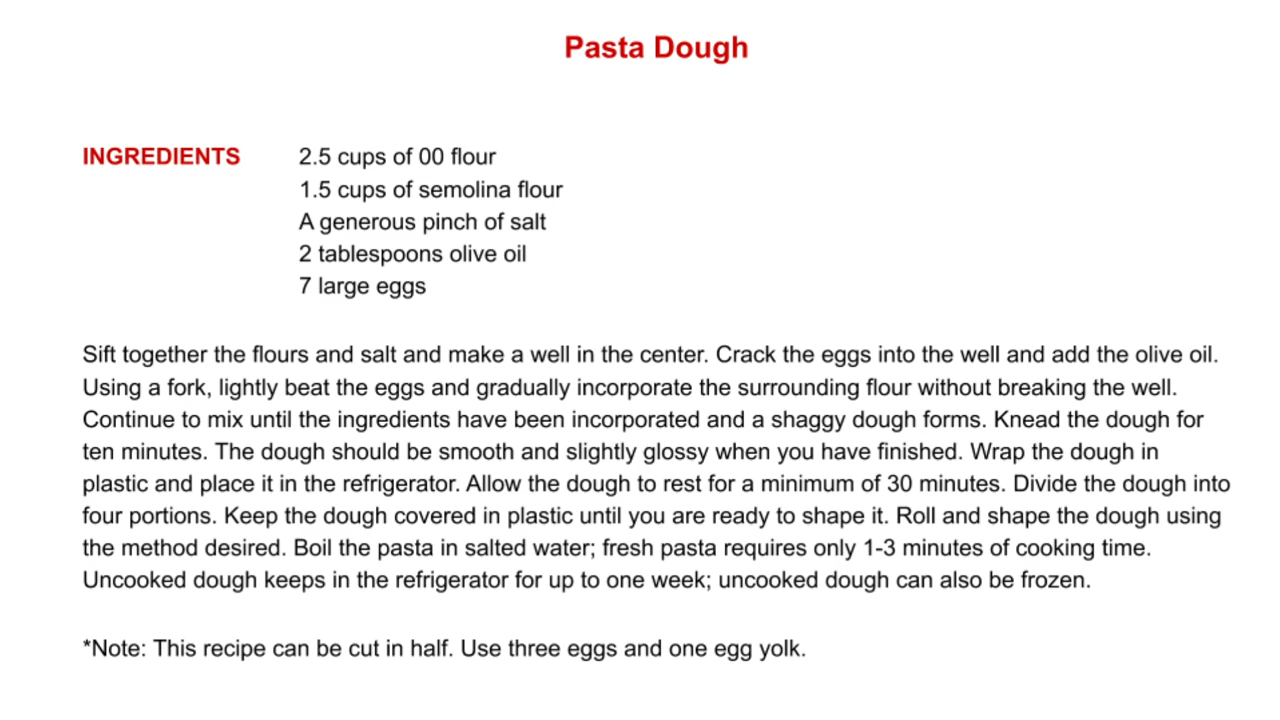 Pasta Dough
INGREDIENTS 2.5 cups of 00 flour
1.5 cups of semolina flour
A generous pinch of salt
2 tablespoons olive oil
7 large eggs
Sift together the flours and salt and make a well in the center. Crack the eggs into the well and add the olive oil.
Using a fork, lightly beat the eggs and gradually incorporate the surrounding flour without breaking the well.
Continue to mix until the ingredients have been incorporated and a shaggy dough forms. Knead the dough for
ten minutes. The dough should be smooth and slightly glossy when you have finished. Wrap the dough in
plastic and place it in the refrigerator. Allow the dough to rest for a minimum of 30 minutes. Divide the dough into
four portions. Keep the dough covered in plastic until you are ready to shape it. Roll and shape the dough using
the method desired. Boil the pasta in salted water; fresh pasta requires only 1-3 minutes of cooking time.
Uncooked dough keeps in the refrigerator for up to one week; uncooked dough can also be frozen.
*Note: This recipe can be cut in half. Use three eggs and one egg yolk.